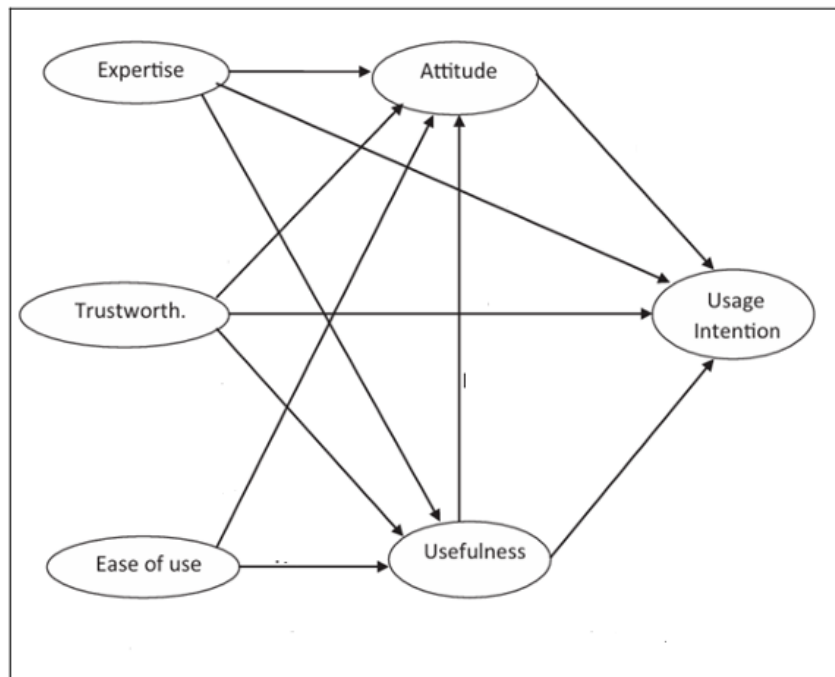 Expertise
Attitude
Trustworth.
Usage
Intention
Ease of use
Usefulness